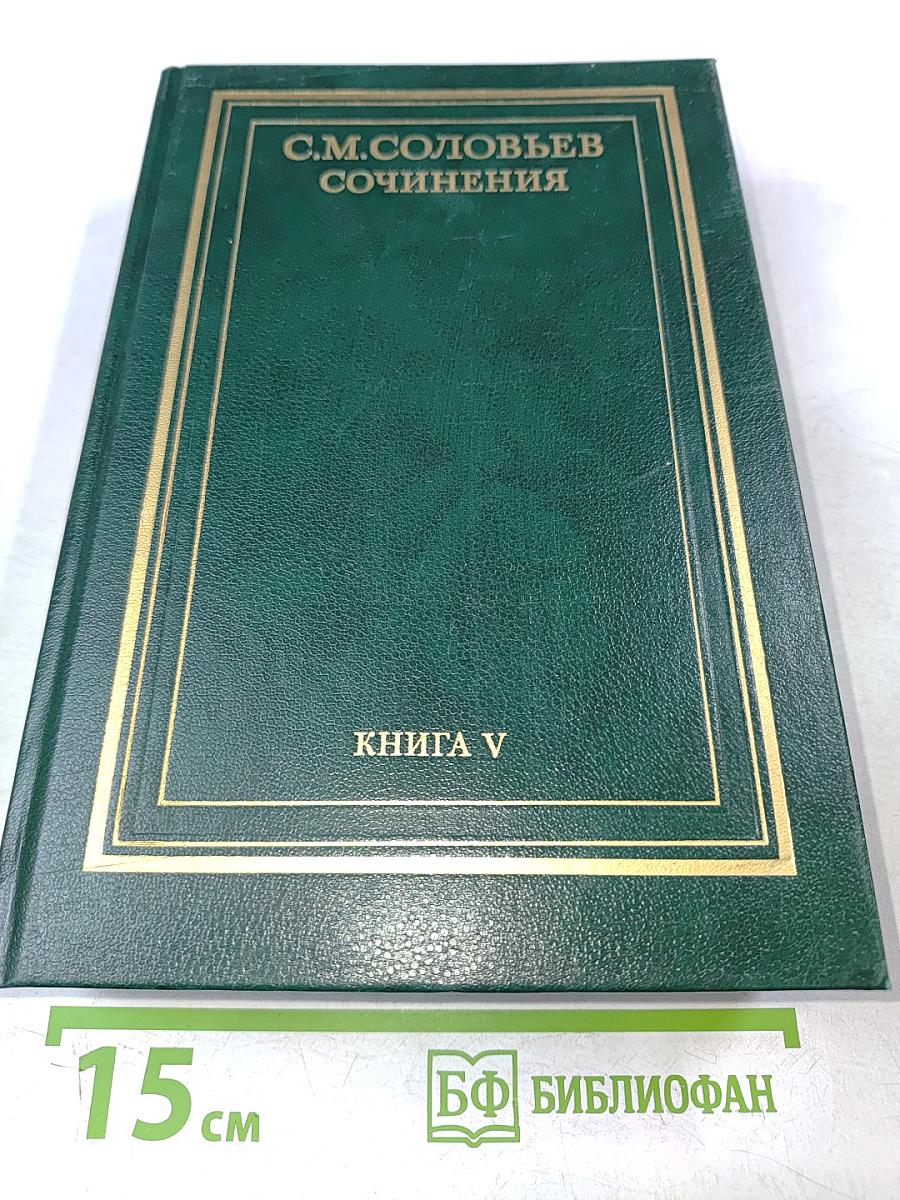 С.М.СОЛОВЬЕВ
СОЧИНЕНИЯ
КНИГА V
15 см
БФ БИБЛИОФАН